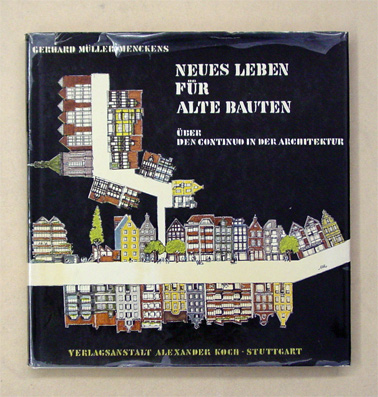 GERHARD MÜLLER-MENCKENS
NEUES LEBEN
FÜR
ALTE BAUTEN
ÜBER
DEN CONTINUO IN DER ARCHITEKTUR
VERLAGSANSTALT ALEXANDER KOCH · STUTTGART